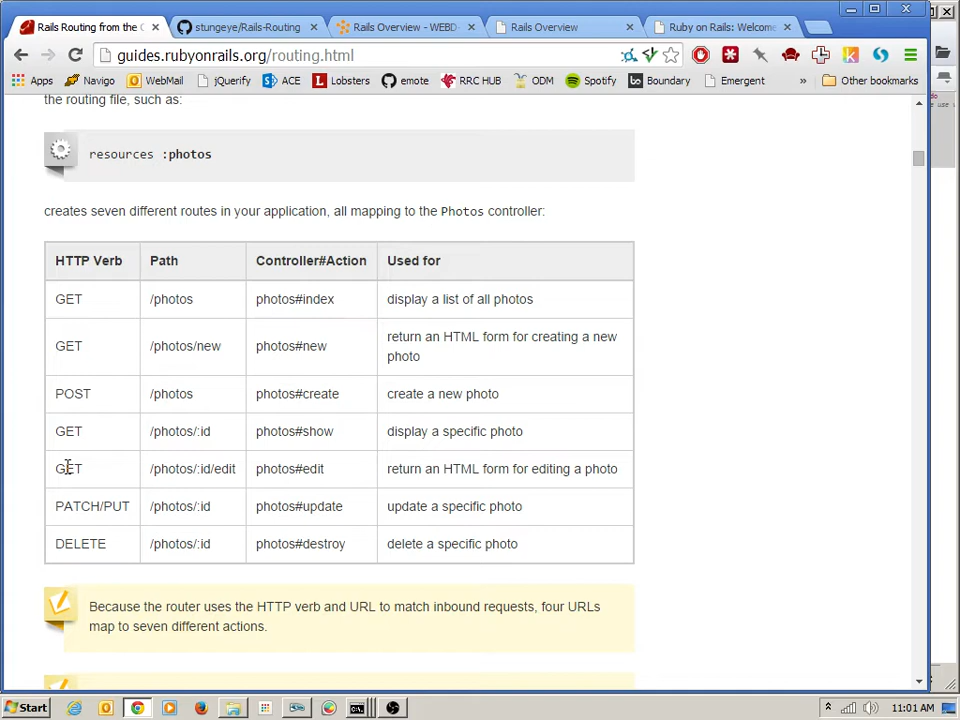 Rails Routing from the O
stungeye/Rails-Routing
Rails Overview - WEBD-
Rails Overview
Ruby on Rails: Welcome
guides.rubyonrails.org/routing.html
Apps Navigo WebMail jQuerify ACE Lobsters emote RRC HUB ODM Spotify Boundary Emergent » Other bookmarks
the routing file, such as:
resources :photos
creates seven different routes in your application, all mapping to the Photos controller:
HTTP Verb Path Controller#Action Used for
GET /photos photos#index display a list of all photos
GET /photos/new photos#new return an HTML form for creating a new
photo
POST /photos photos#create create a new photo
GET /photos/:id photos#show display a specific photo
GET /photos/:id/edit photos#edit return an HTML form for editing a photo
PATCH/PUT /photos/:id photos#update update a specific photo
DELETE /photos/:id photos#destroy delete a specific photo
Because the router uses the HTTP verb and URL to match inbound requests, four URLs
map to seven different actions.
Start 11:01 AM